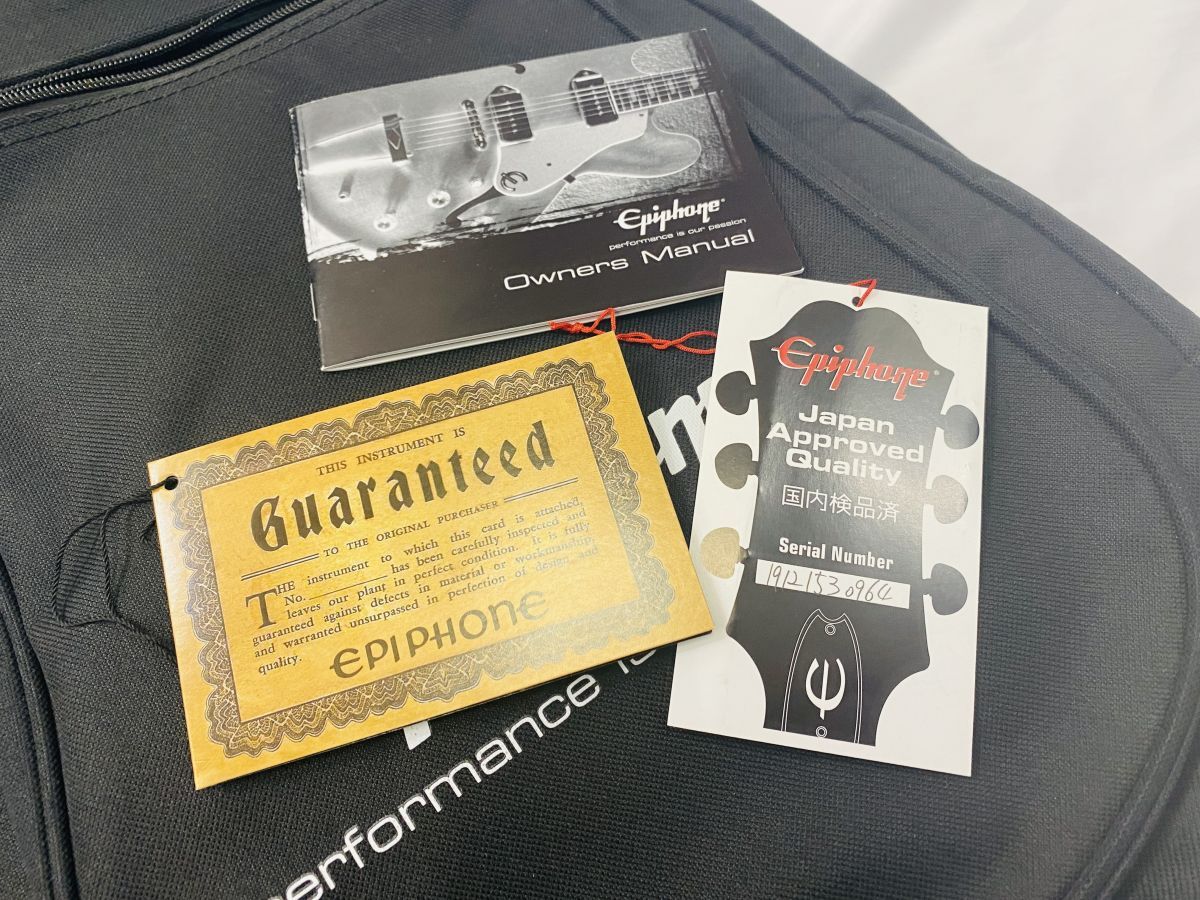 Epiphone
performance is our passion
Owners Manual
THIS INSTRUMENT IS
Guaranteed
TO THE ORIGINAL PURCHASER
THE instrument to which this card is attached,
No. ________ has been carefully inspected and
leaves our plant in perfect condition. It is fully
guaranteed against defects in material or workmanship,
and warranted unsurpassed in perfection of design and
quality.
EPIPHONE
Epiphone
Japan
Approved
Quality
国内検品済
Serial Number
19121530964
performance is